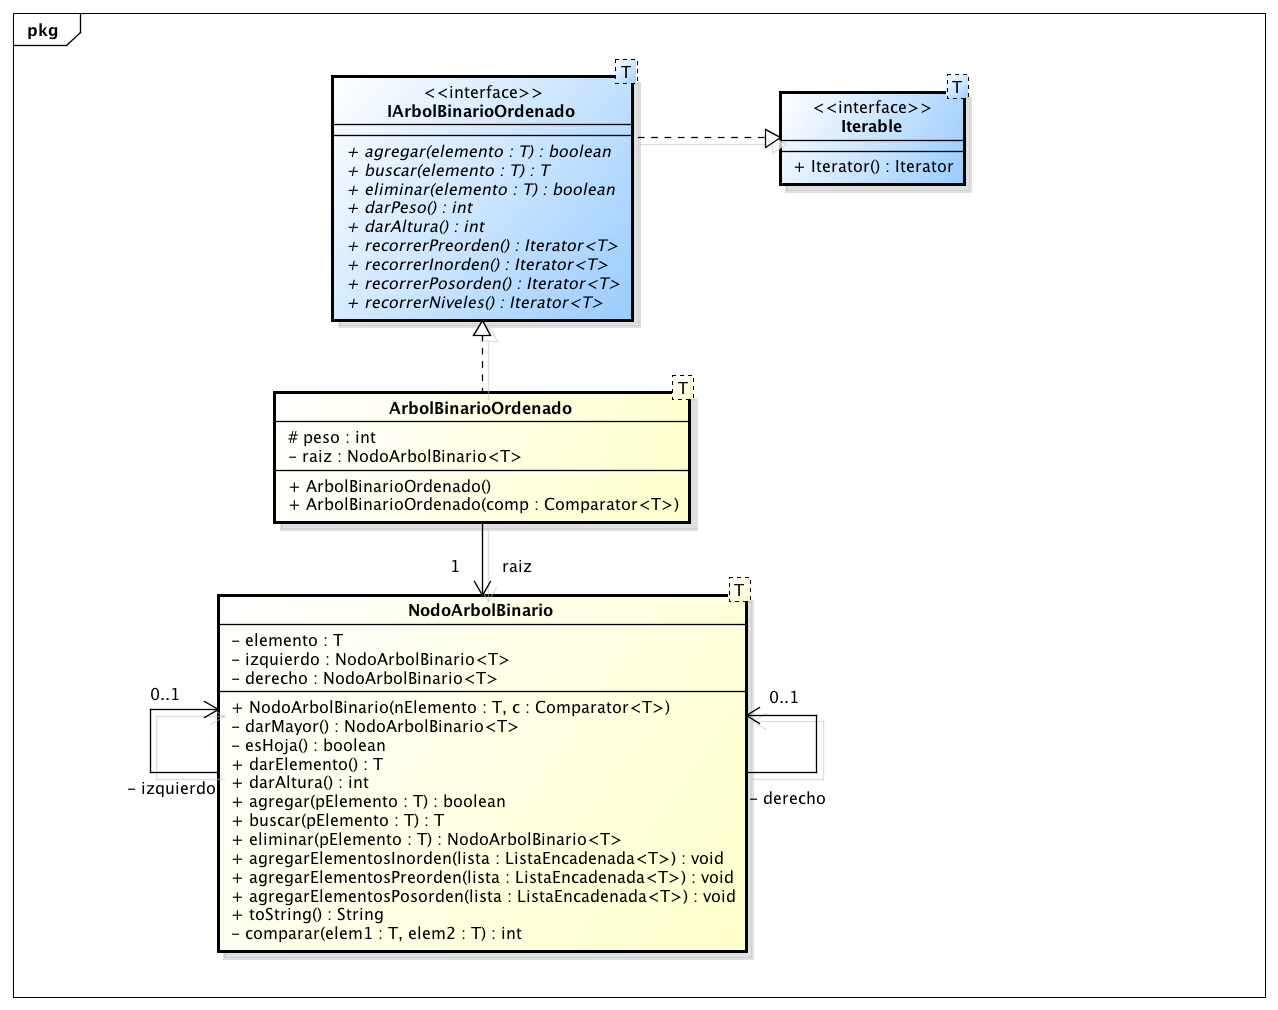 pkg
T
<<interface>>
IArbolBinarioOrdenado
+ agregar(elemento : T) : boolean
+ buscar(elemento : T) : T
+ eliminar(elemento : T) : boolean
+ darPeso() : int
+ darAltura() : int
+ recorrerPreorden() : Iterator<T>
+ recorrerInorden() : Iterator<T>
+ recorrerPosorden() : Iterator<T>
+ recorrerNiveles() : Iterator<T>
T
<<interface>>
Iterable
+ Iterator() : Iterator
T
ArbolBinarioOrdenado
# peso : int
- raiz : NodoArbolBinario<T>
+ ArbolBinarioOrdenado()
+ ArbolBinarioOrdenado(comp : Comparator<T>)
1 raiz
T
NodoArbolBinario
- elemento : T
- izquierdo : NodoArbolBinario<T>
- derecho : NodoArbolBinario<T>
+ NodoArbolBinario(nElemento : T, c : Comparator<T>)
- darMayor() : NodoArbolBinario<T>
- esHoja() : boolean
+ darElemento() : T
+ darAltura() : int
+ agregar(pElemento : T) : boolean
+ buscar(pElemento : T) : T
+ eliminar(pElemento : T) : NodoArbolBinario<T>
+ agregarElementosInorden(lista : ListaEncadenada<T>) : void
+ agregarElementosPreorden(lista : ListaEncadenada<T>) : void
+ agregarElementosPosorden(lista : ListaEncadenada<T>) : void
+ toString() : String
- comparar(elem1 : T, elem2 : T) : int
0..1
- izquierdo
0..1
- derecho